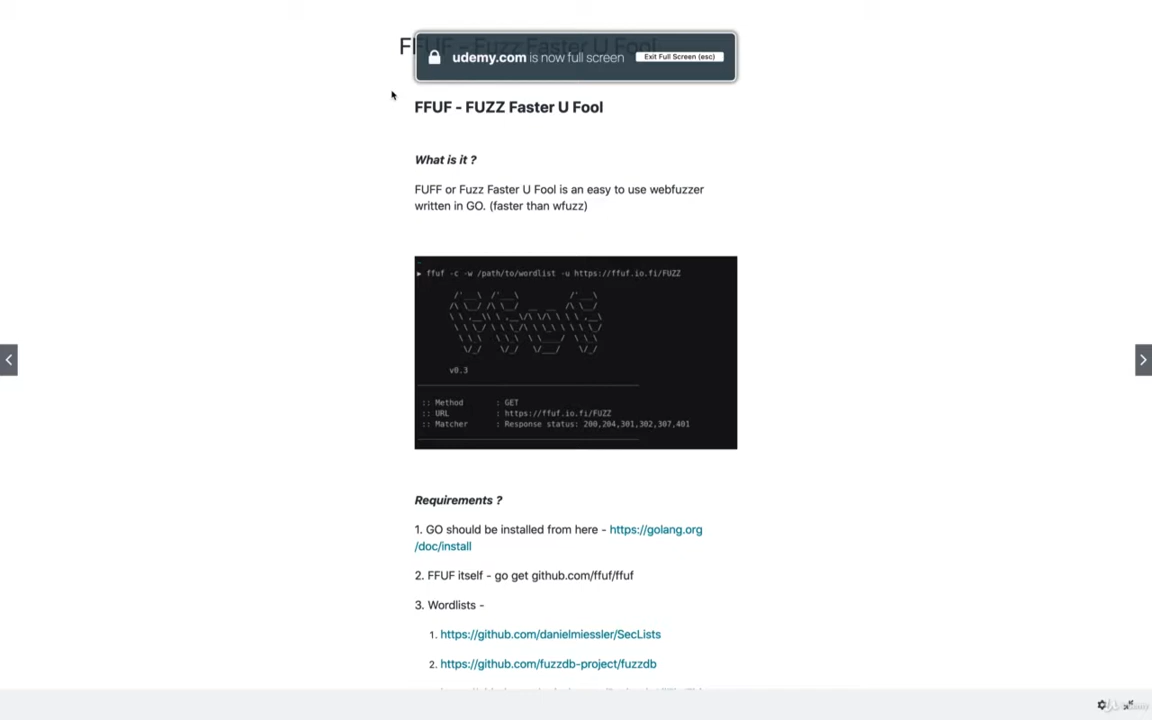 FFUF - Fuzz Faster U Fool
udemy.com is now full screen
Exit Full Screen (esc)
FFUF - FUZZ Faster U Fool
What is it ?
FUFF or Fuzz Faster U Fool is an easy to use webfuzzer
written in GO. (faster than wfuzz)
ffuf -c -w /path/to/wordlist -u https://ffuf.io.fi/FUZZ
v0.3
:: Method : GET
:: URL : https://ffuf.io.fi/FUZZ
:: Matcher : Response status: 200,204,301,302,307,401
Requirements ?
1. GO should be installed from here - https://golang.org
/doc/install
2. FFUF itself - go get github.com/ffuf/ffuf
3. Wordlists -
1. https://github.com/danielmiessler/SecLists
2. https://github.com/fuzzdb-project/fuzzdb